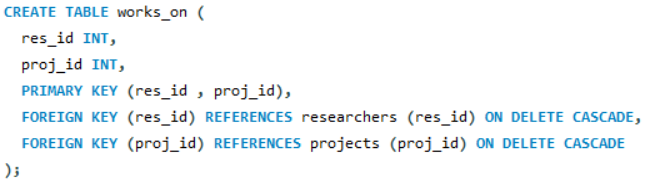 CREATE TABLE works_on (
res_id INT,
proj_id INT,
PRIMARY KEY (res_id , proj_id),
FOREIGN KEY (res_id) REFERENCES researchers (res_id) ON DELETE CASCADE,
FOREIGN KEY (proj_id) REFERENCES projects (proj_id) ON DELETE CASCADE
);